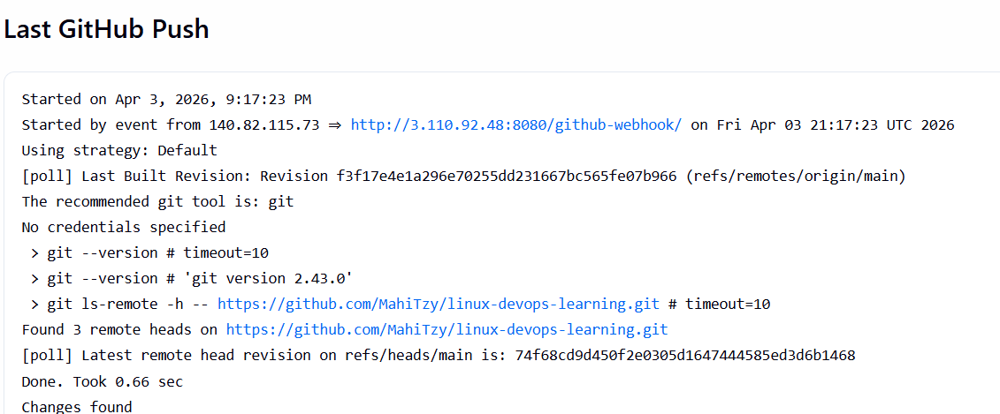 Last GitHub Push
Started on Apr 3, 2026, 9:17:23 PM
Started by event from 140.82.115.73 ⇒ http://3.110.92.48:8080/github-webhook/ on Fri Apr 03 21:17:23 UTC 2026
Using strategy: Default
[poll] Last Built Revision: Revision f3f17e4e1a296e70255dd231667bc565fe07b966 (refs/remotes/origin/main)
The recommended git tool is: git
No credentials specified
> git --version # timeout=10
> git --version # 'git version 2.43.0'
> git ls-remote -h -- https://github.com/MahiTzy/linux-devops-learning.git # timeout=10
Found 3 remote heads on https://github.com/MahiTzy/linux-devops-learning.git
[poll] Latest remote head revision on refs/heads/main is: 74f68cd9d450f2e0305d1647444585ed3d6b1468
Done. Took 0.66 sec
Changes found